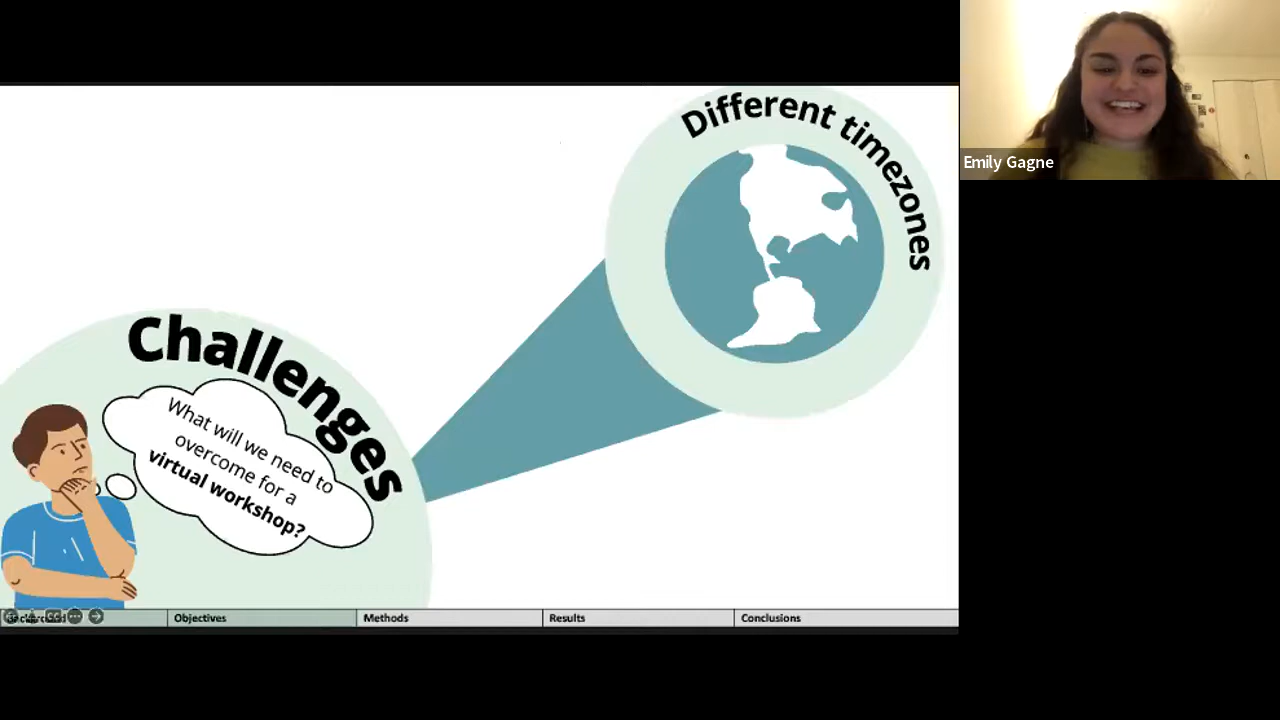 Different timezones
Emily Gagne
Challenges
What will we need to
overcome for a
virtual workshop?
Objectives
Methods
Results
Conclusions